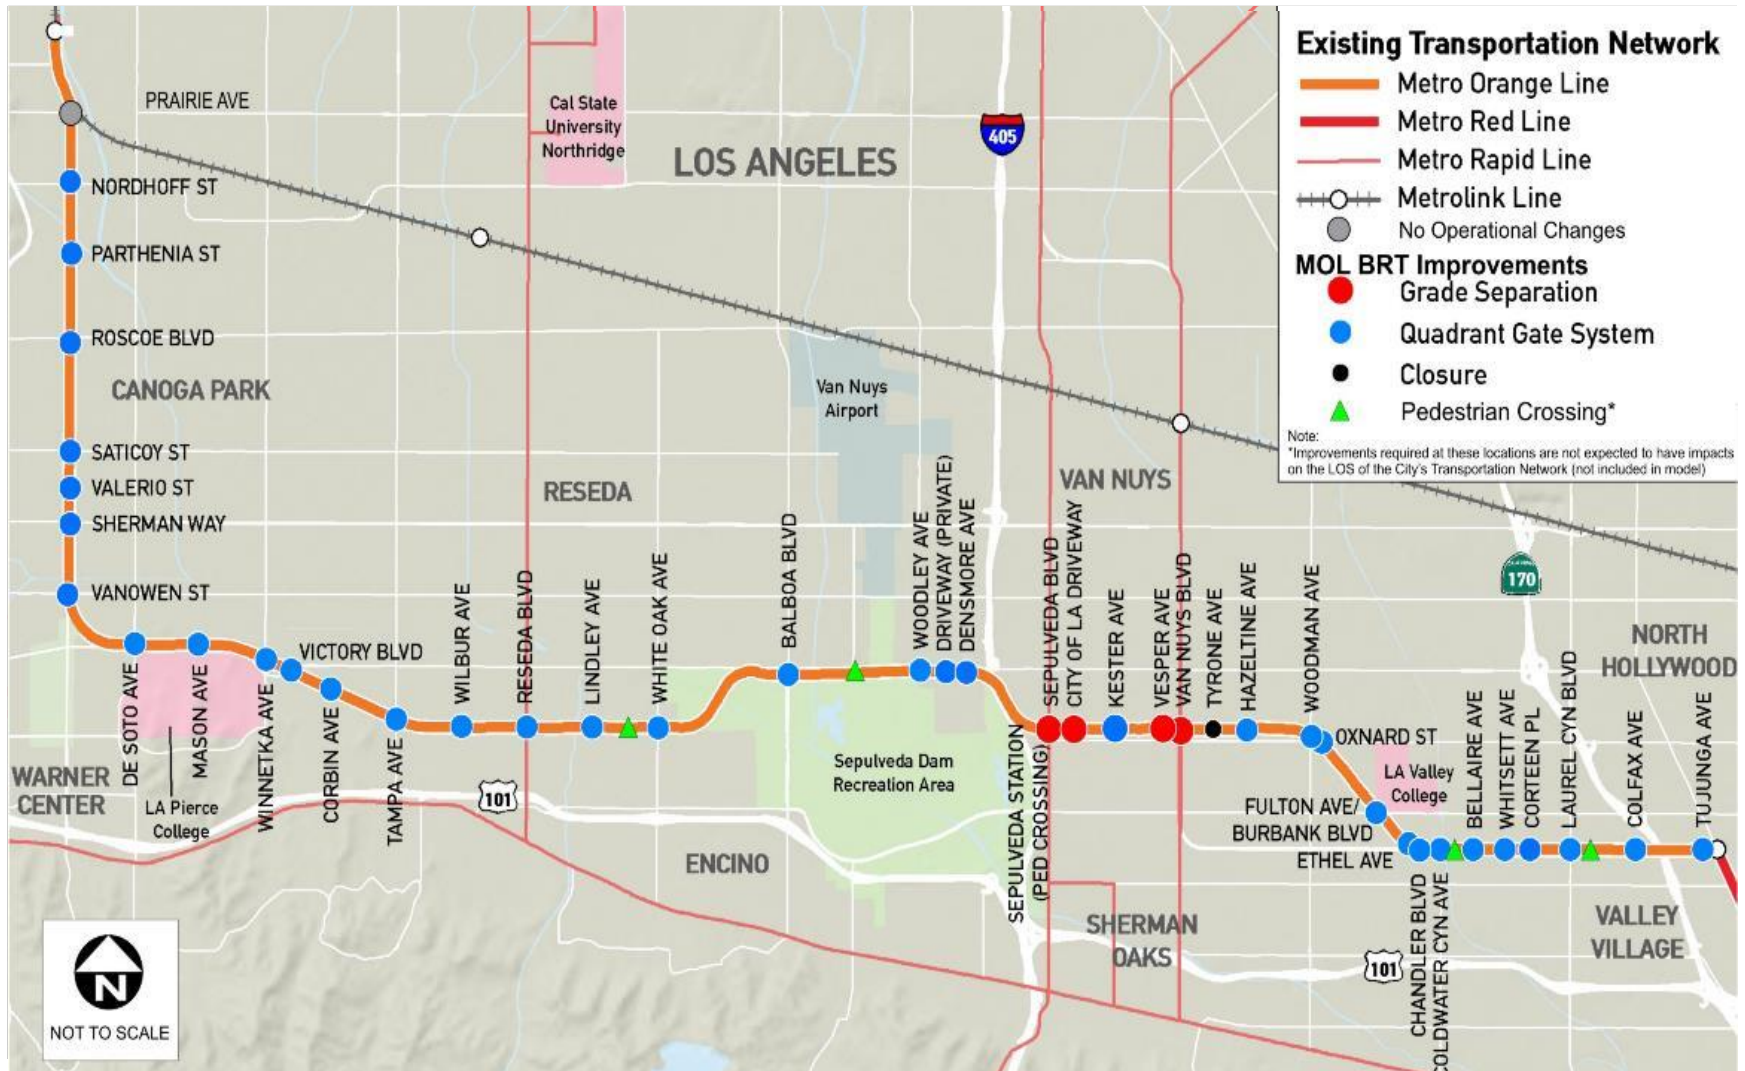 Existing Transportation Network
Metro Orange Line
Metro Red Line
Metro Rapid Line
Metrolink Line
No Operational Changes
MOL BRT Improvements
Grade Separation
Quadrant Gate System
Closure
Pedestrian Crossing*
Note:
*Improvements required at these locations are not expected to have impacts
on the LOS of the City's Transportation Network (not included in model)
PRAIRIE AVE
Cal State
University
Northridge
LOS ANGELES
405
NORDHOFF ST
PARTHENIA ST
ROSCOE BLVD
CANOGA PARK
Van Nuys
Airport
SATICOY ST
VALERIO ST
SHERMAN WAY
RESEDA
VAN NUYS
170
VANOWEN ST
VICTORY BLVD
NORTH
HOLLYWOOD
DE SOTO AVE
MASON AVE
WINNETKA AVE
CORBIN AVE
TAMPA AVE
WILBUR AVE
RESEDA BLVD
LINDLEY AVE
WHITE OAK AVE
BALBOA BLVD
WOODLEY AVE
DRIVEWAY (PRIVATE)
DENSMORE AVE
SEPULVEDA STATION
(PED CROSSING)
SEPULVEDA BLVD
CITY OF LA DRIVEWAY
KESTER AVE
VESPER AVE
VAN NUYS BLVD
TYRONE AVE
HAZELTINE AVE
WOODMAN AVE
OXNARD ST
LA Valley
College
FULTON AVE/
BURBANK BLVD
ETHEL AVE
CHANDLER BLVD
COLDWATER CYN AVE
BELLAIRE AVE
WHITSETT AVE
CORTEEN PL
LAUREL CYN BLVD
COLFAX AVE
TUJUNGA AVE
WARNER
CENTER
LA Pierce
College
101
Sepulveda Dam
Recreation Area
ENCINO
SHERMAN
OAKS
101
VALLEY
VILLAGE
N
NOT TO SCALE